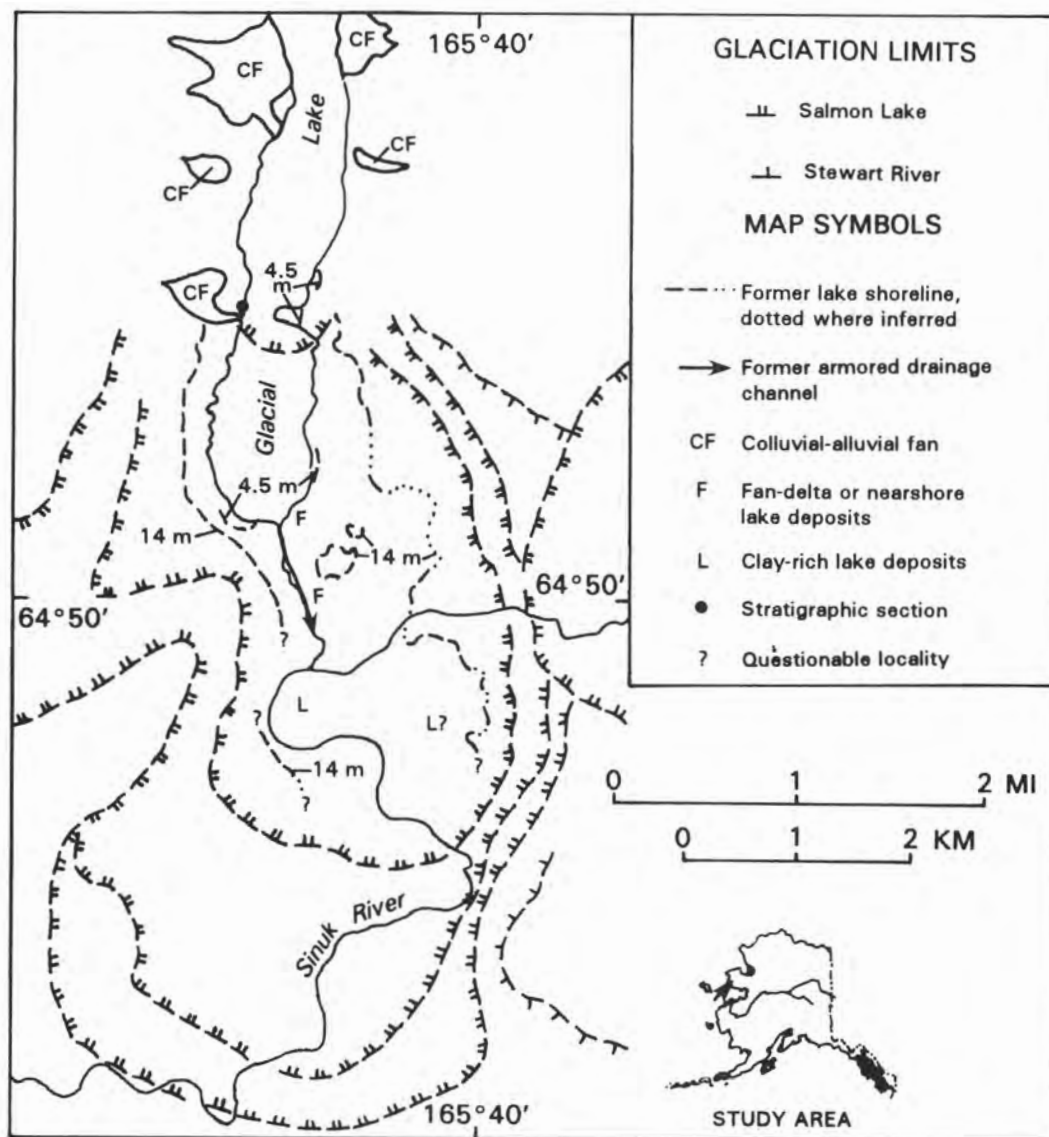 165°40′
CF
CF
Lake
CF
CF
4.5
m
CF
Glacial
4.5 m
F
14 m
14 m
F
64°50′
64°50′
?
L
?
L?
?
14 m
?
Sinuk River
165°40′
GLACIATION LIMITS
Salmon Lake
Stewart River
MAP SYMBOLS
Former lake shoreline,
dotted where inferred
Former armored drainage
channel
CF Colluvial-alluvial fan
F Fan-delta or nearshore
lake deposits
L Clay-rich lake deposits
Stratigraphic section
? Questionable locality
0 1 2 MI
0 1 2 KM
STUDY AREA